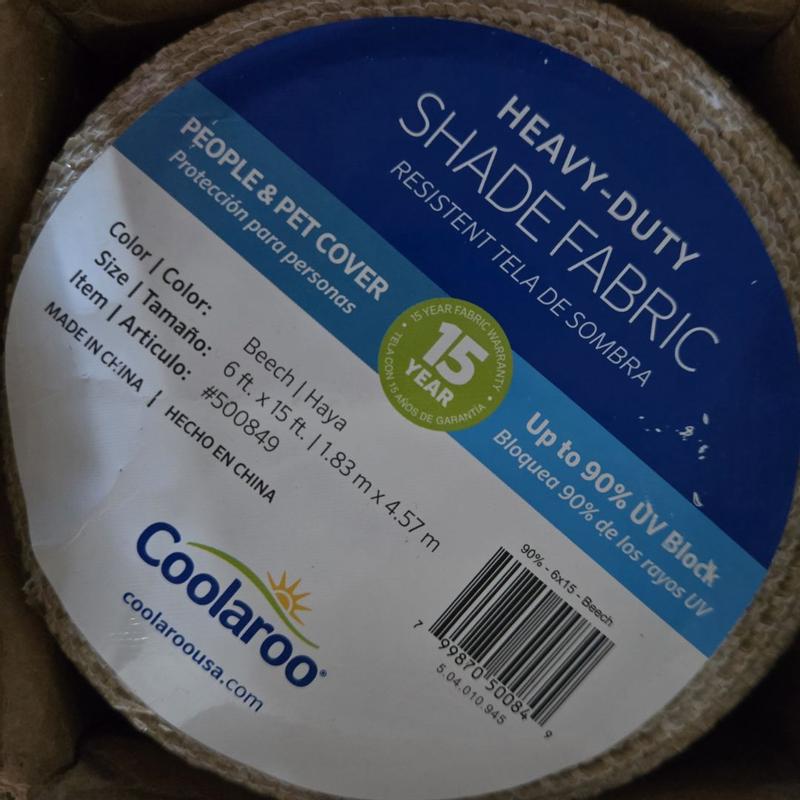 HEAVY-DUTY
SHADE FABRIC
RESISTENT TELA DE SOMBRA
PEOPLE & PET COVER
Protección para personas
15 YEAR FABRIC WARRANTY
15
YEAR
TELA CON 15 AÑOS DE GARANTÍA
Up to 90% UV Block
Bloquea 90% de los rayos UV
Color | Color: Beech | Haya
Size | Tamaño: 6 ft. x 15 ft. | 1.83 m x 4.57 m
Item | Artículo: #500849
MADE IN CHINA | HECHO EN CHINA
Coolaroo®
coolaroousa.com
90% - 6x15 - Beech
7 99870 50084 9
5.04.010.945